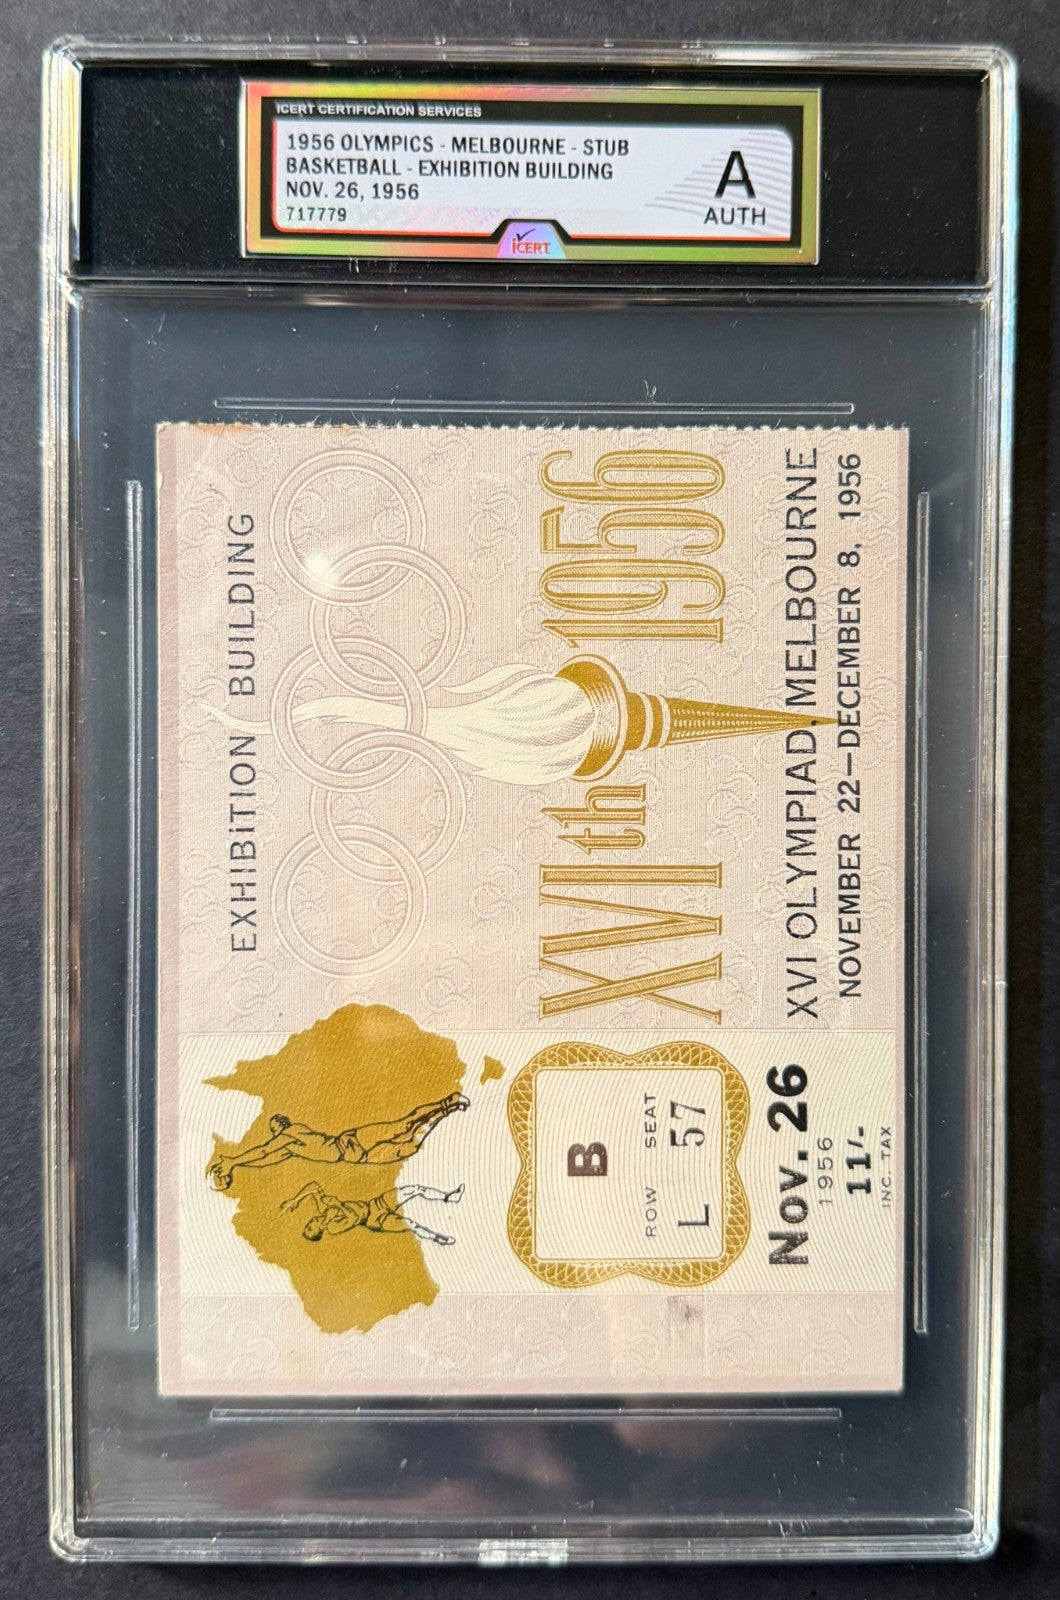 ICERT CERTIFICATION SERVICES
1956 OLYMPICS - MELBOURNE - STUB
BASKETBALL - EXHIBITION BUILDING
NOV. 26, 1956
717779
A
AUTH
iCERT
EXHIBITION BUILDING
XVIth 1956
XVI OLYMPIAD, MELBOURNE
NOVEMBER 22—DECEMBER 8, 1956
B
ROW SEAT
L 57
Nov. 26
1956
11/-
INC. TAX